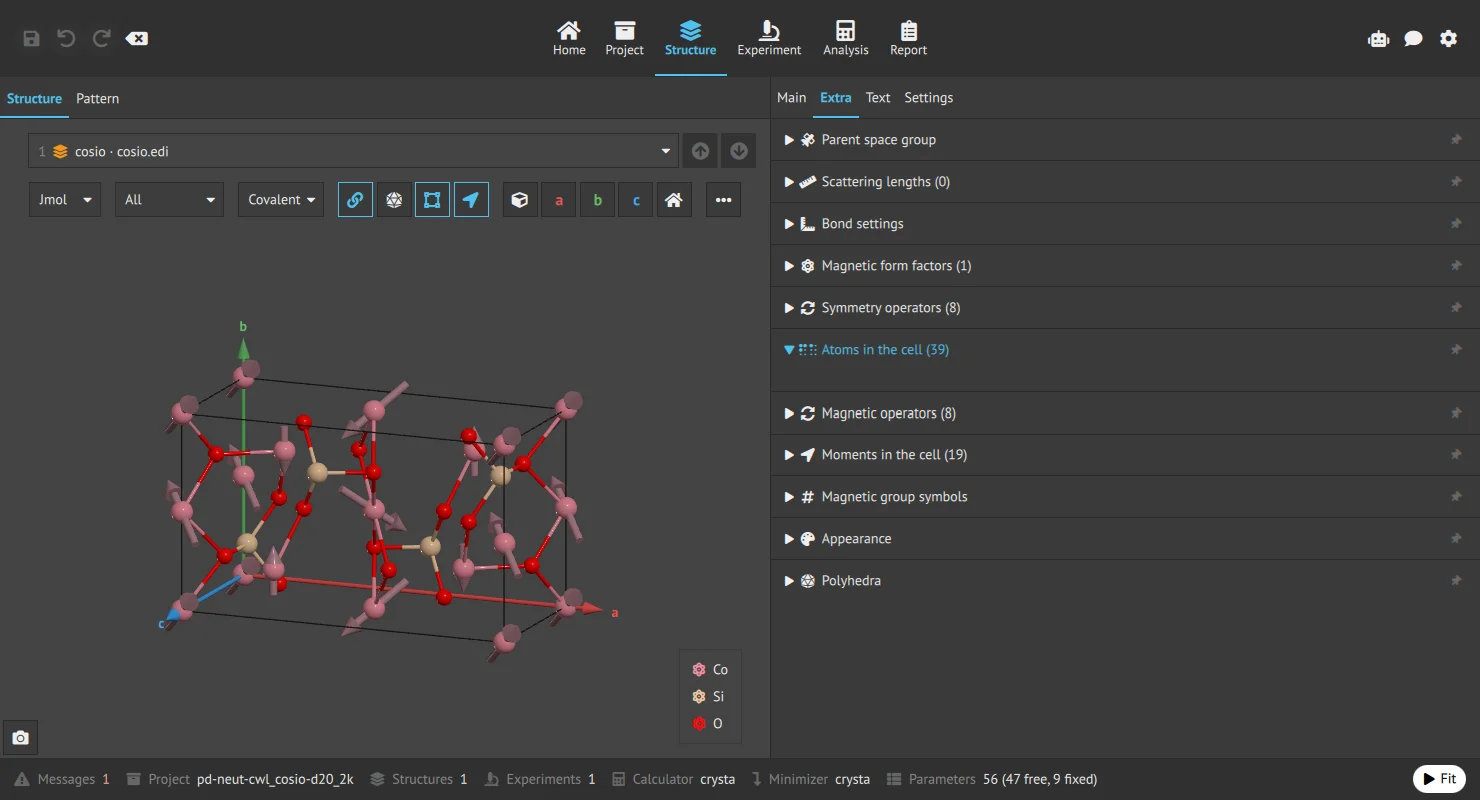 Home
Project
Structure
Experiment
Analysis
Report
Structure
Pattern
Main
Extra
Text
Settings
1 cosio · cosio.edi
Jmol
All
Covalent
a
b
c
b
a
c
Co
Si
O
Parent space group
Scattering lengths (0)
Bond settings
Magnetic form factors (1)
Symmetry operators (8)
Atoms in the cell (39)
Magnetic operators (8)
Moments in the cell (19)
# Magnetic group symbols
Appearance
Polyhedra
Messages 1
Project pd-neut-cwl_cosio-d20_2k
Structures 1
Experiments 1
Calculator crysta
Minimizer crysta
Parameters 56 (47 free, 9 fixed)
Fit